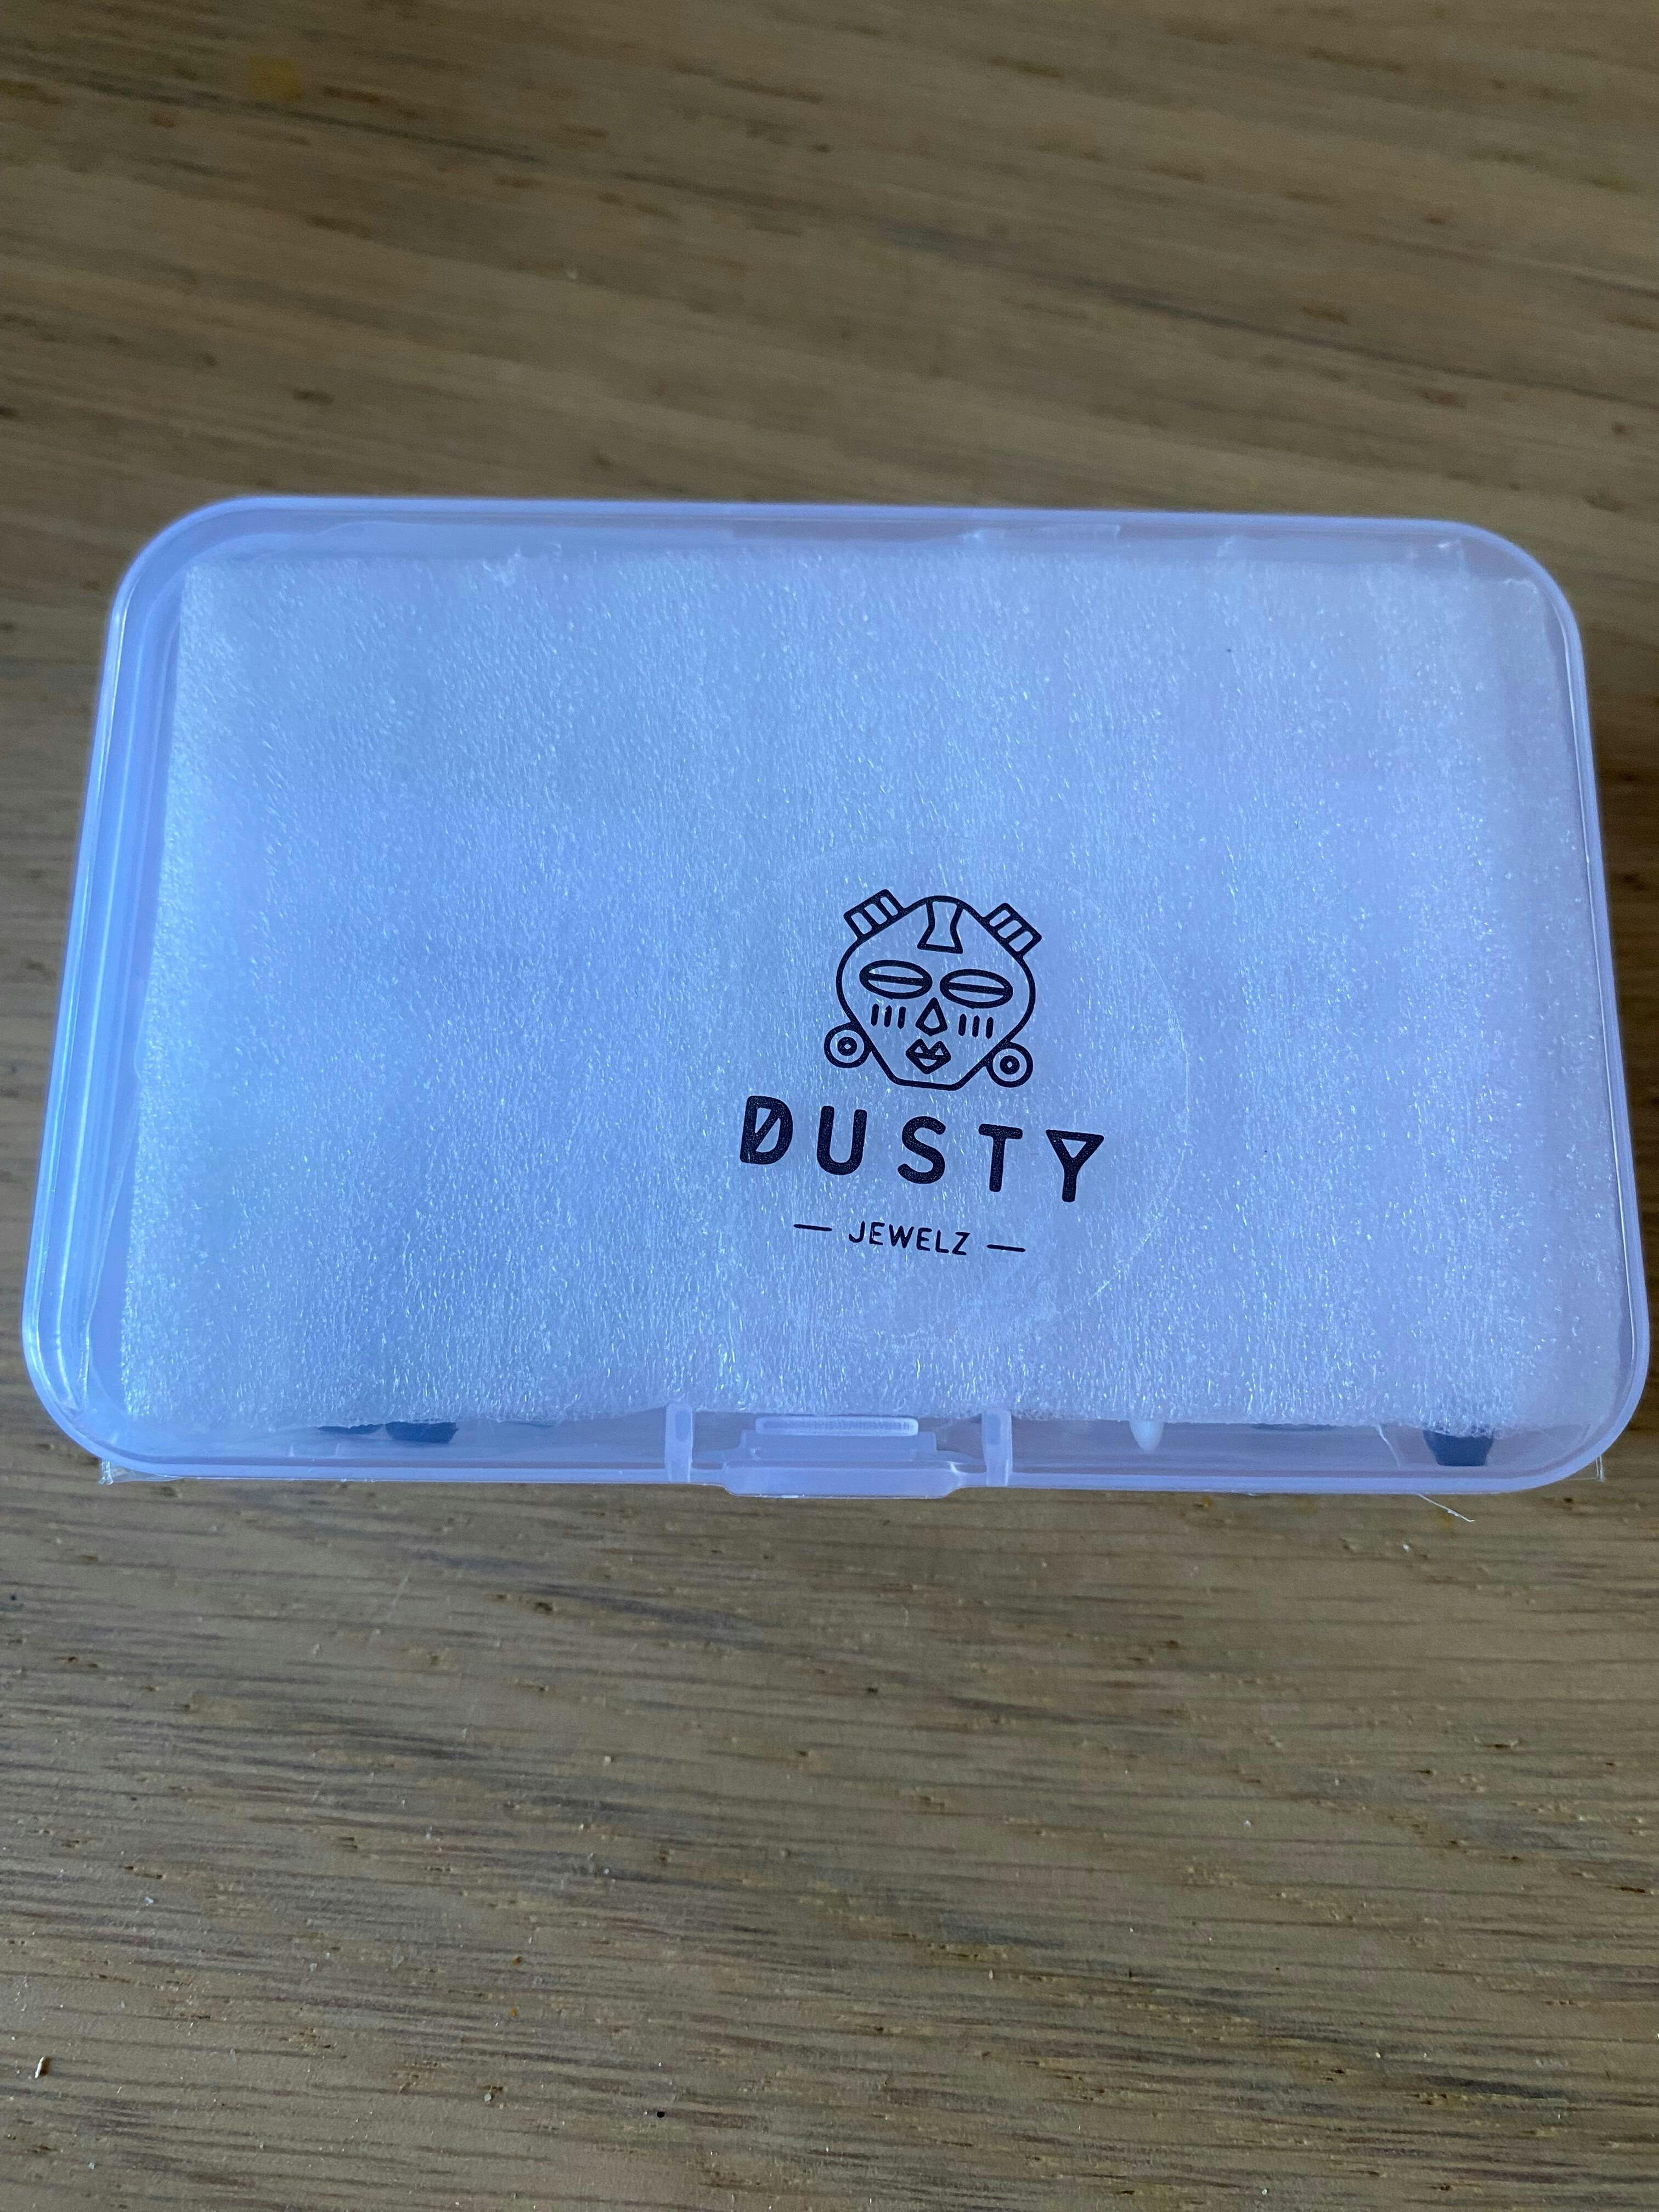 DUSTY
— JEWELZ —